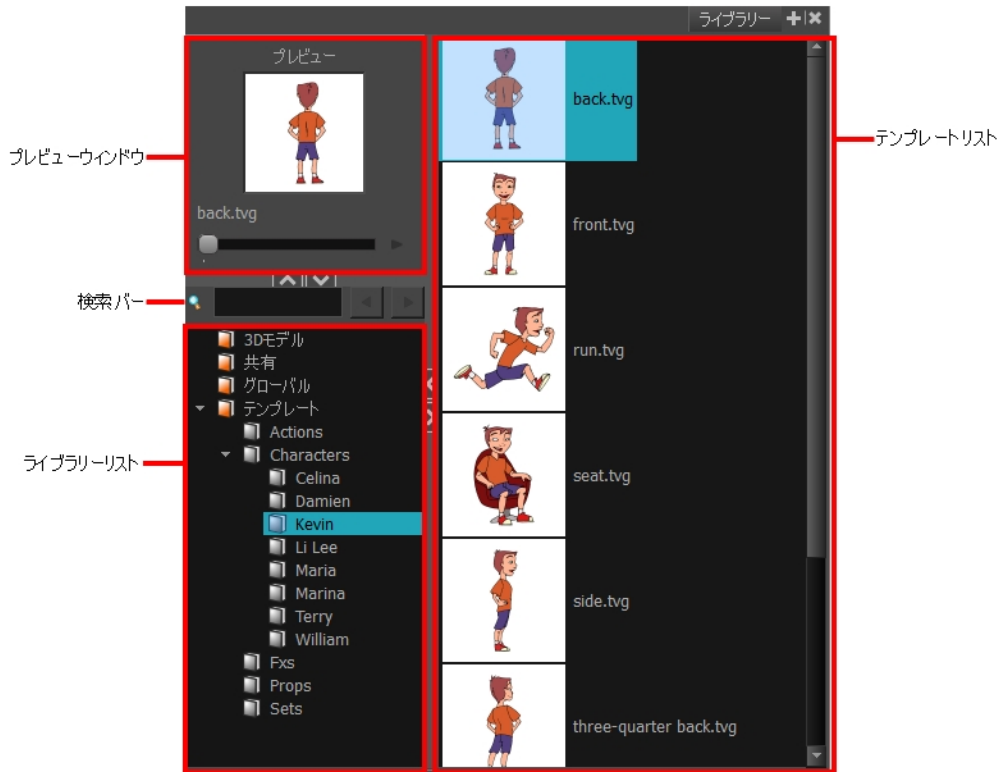 ライブラリー
プレビュー
back.tvg
プレビューウィンドウ
検索バー
ライブラリーリスト
3Dモデル
共有
グローバル
テンプレート
Actions
Characters
Celina
Damien
Kevin
Li Lee
Maria
Marina
Terry
William
Fxs
Props
Sets
back.tvg
front.tvg
run.tvg
seat.tvg
side.tvg
three-quarter back.tvg
テンプレートリスト